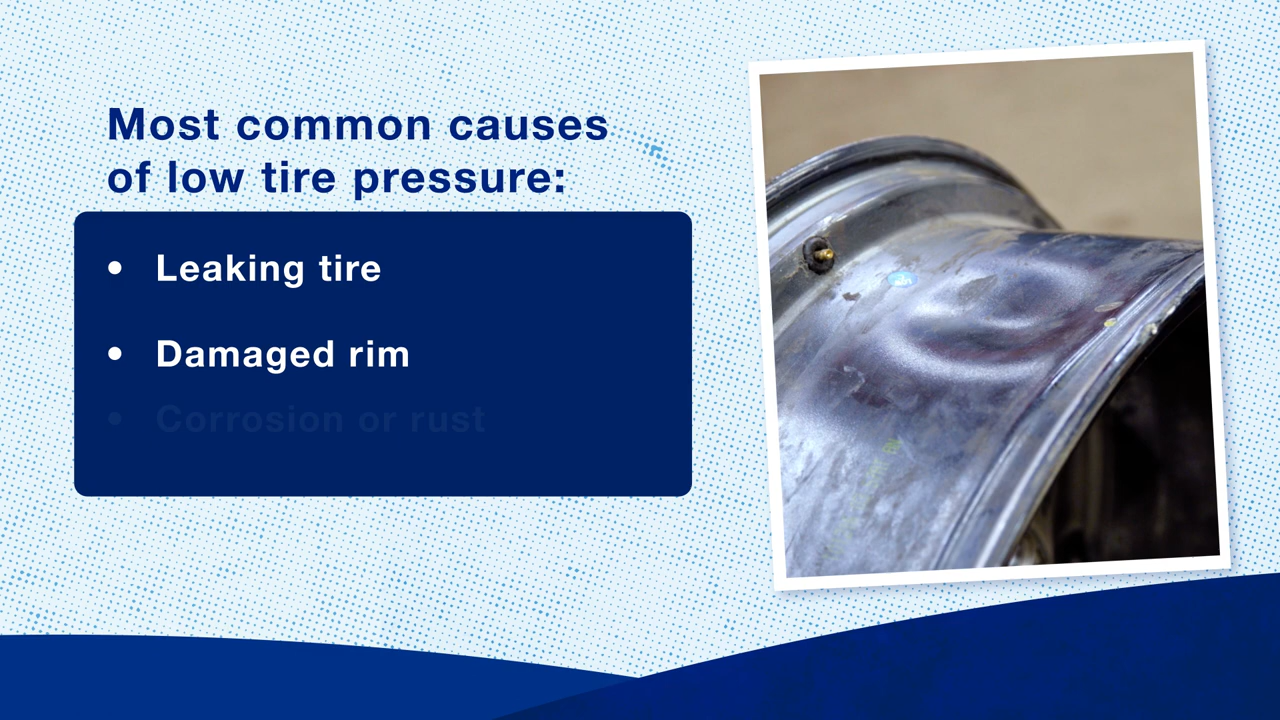 Most common causes
of low tire pressure:
• Leaking tire
• Damaged rim
• Corrosion or rust